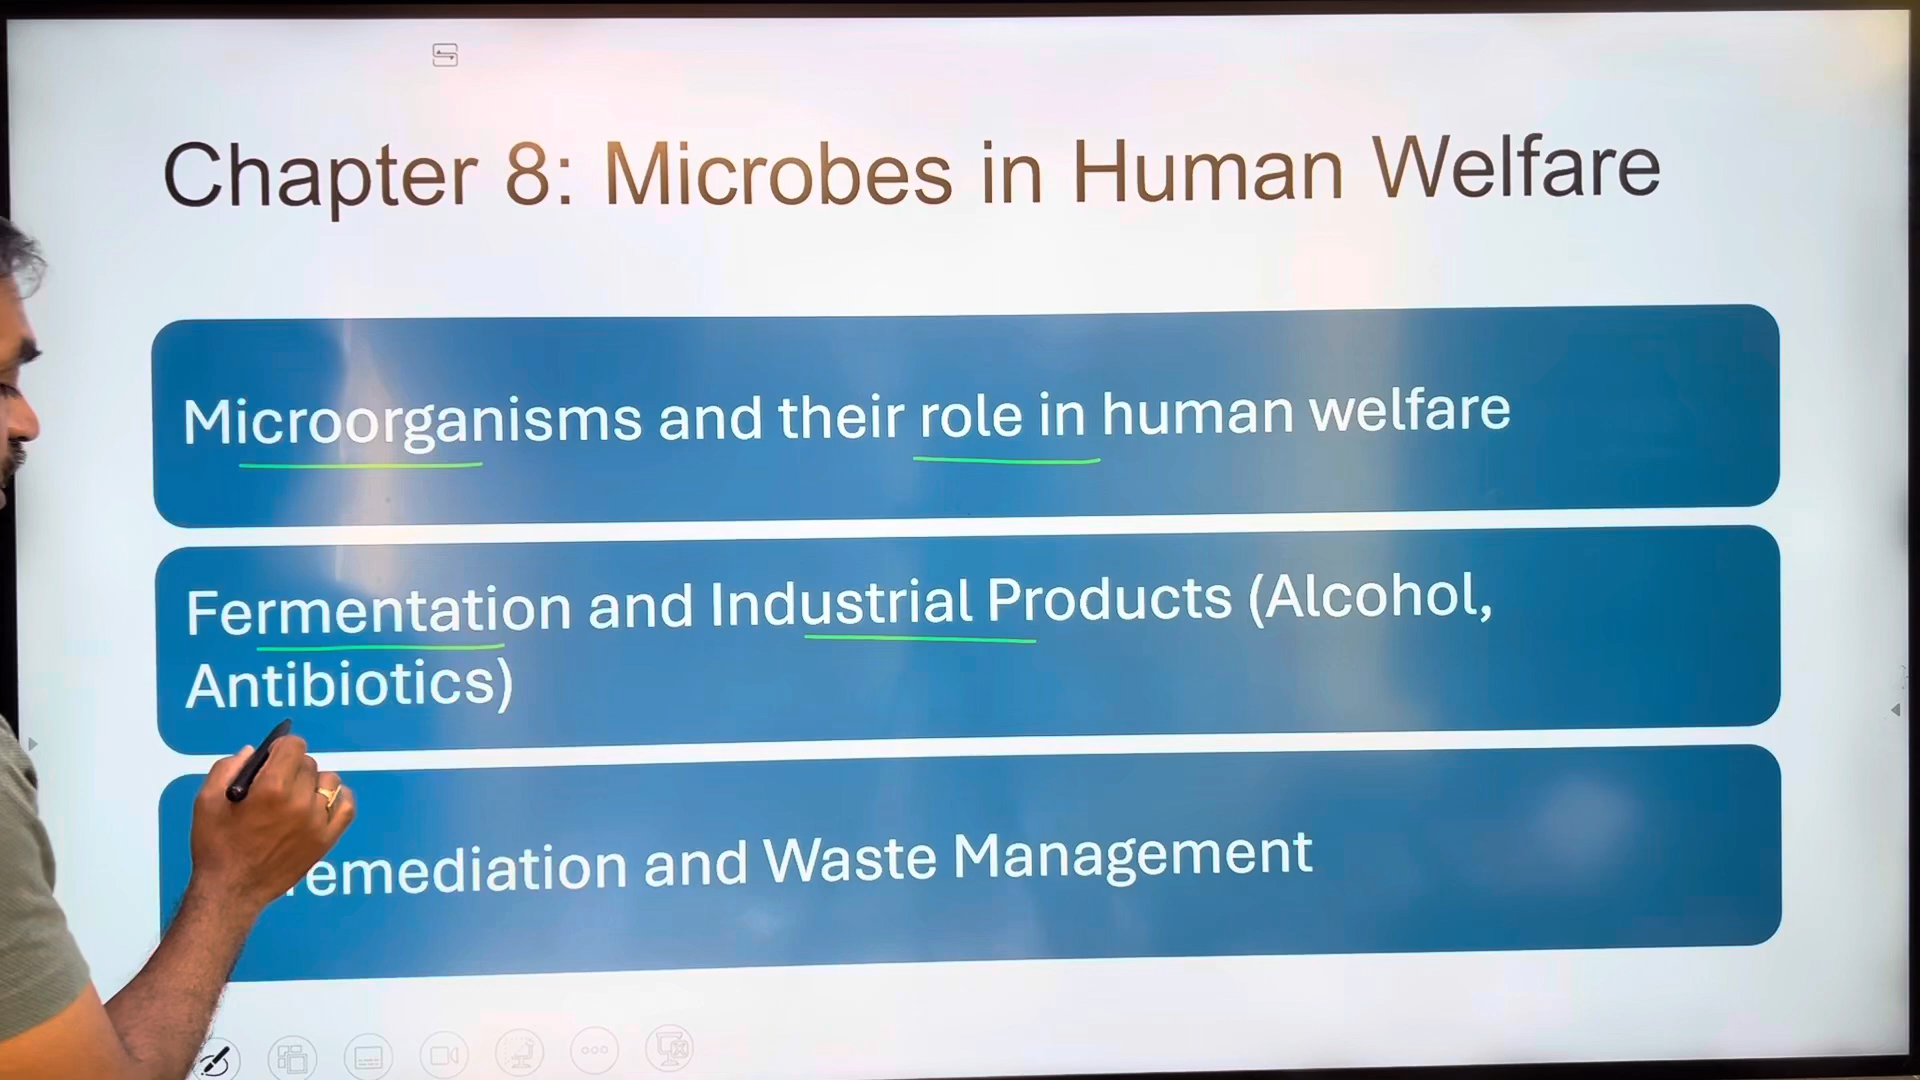 Chapter 8: Microbes in Human Welfare
Microorganisms and their role in human welfare
Fermentation and Industrial Products (Alcohol,
Antibiotics)
and Waste Management